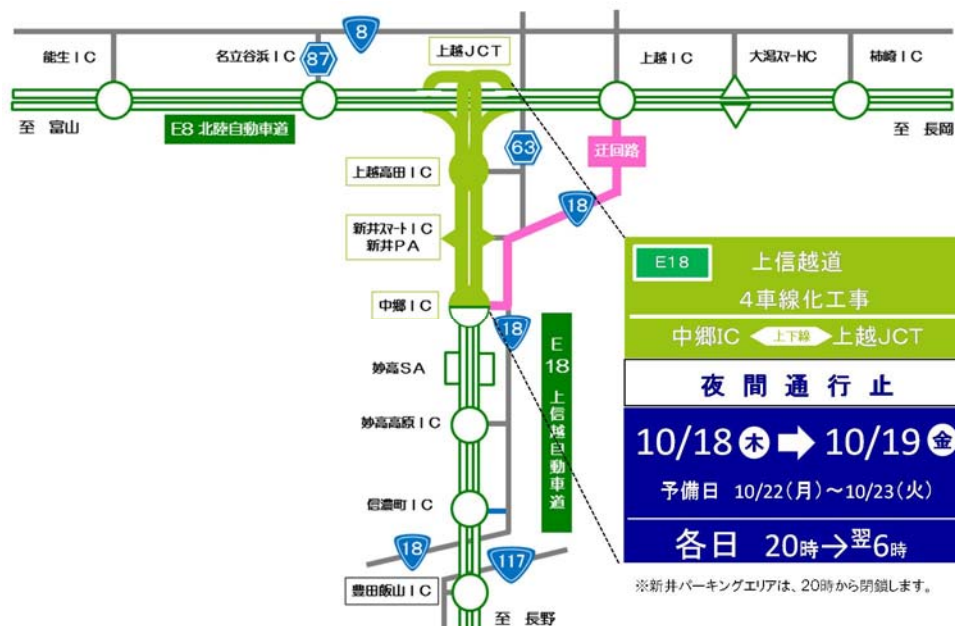 8
能生IC
名立谷浜IC
87
上越JCT
上越IC
大潟スマートIC
柿崎IC
至 富山
E8 北陸自動車道
至 長岡
63
迂回路
上越高田IC
18
新井スマートIC
新井PA
中郷IC
18
妙高SA
妙高高原IC
信濃町IC
E18 上信越自動車道
18
117
豊田飯山IC
至 長野
E18 上信越道
4車線化工事
中郷IC 上下線 上越JCT
夜間通行止
10/18木➡10/19金
予備日 10/22(月)～10/23(火)
各日 20時→翌6時
※新井パーキングエリアは、20時から閉鎖します。